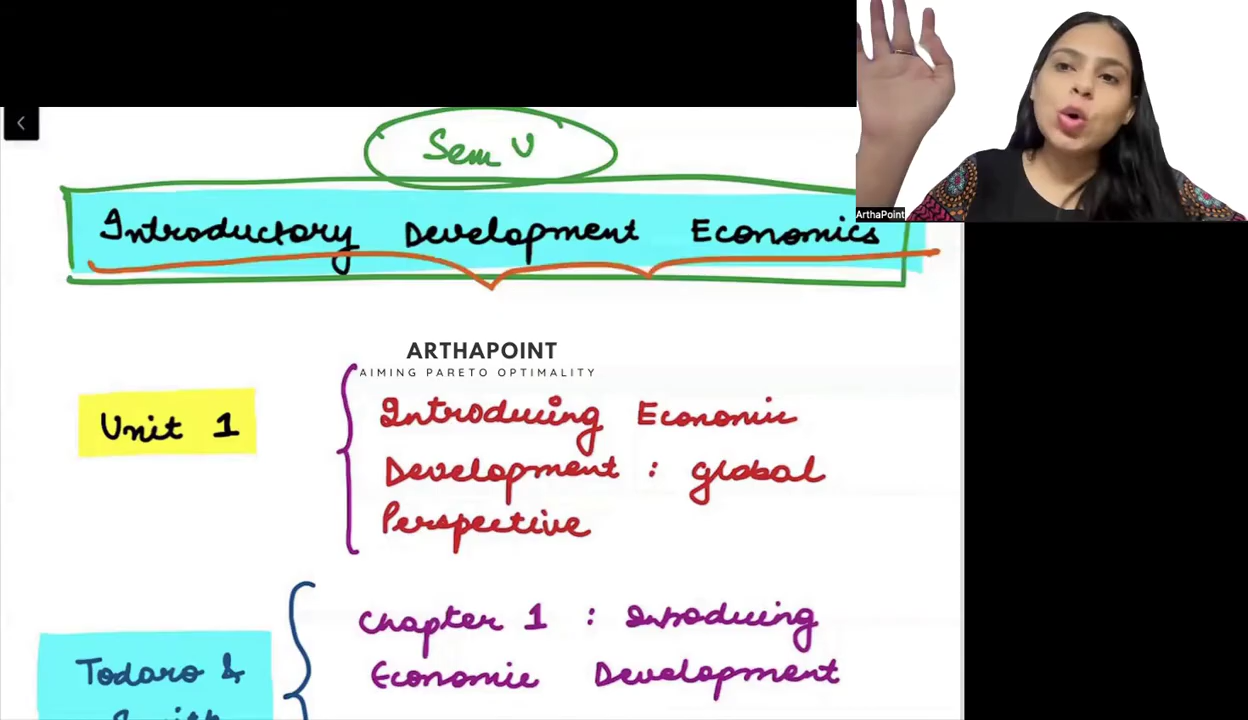 Sem V
ArthaPoint
Introductory Development Economics
ARTHAPOINT
AIMING PARETO OPTIMALITY
Unit 1
Introducing Economic
Development : Global
Perspective
Chapter 1 : Introducing
Economic Development
Todaro &
Smith